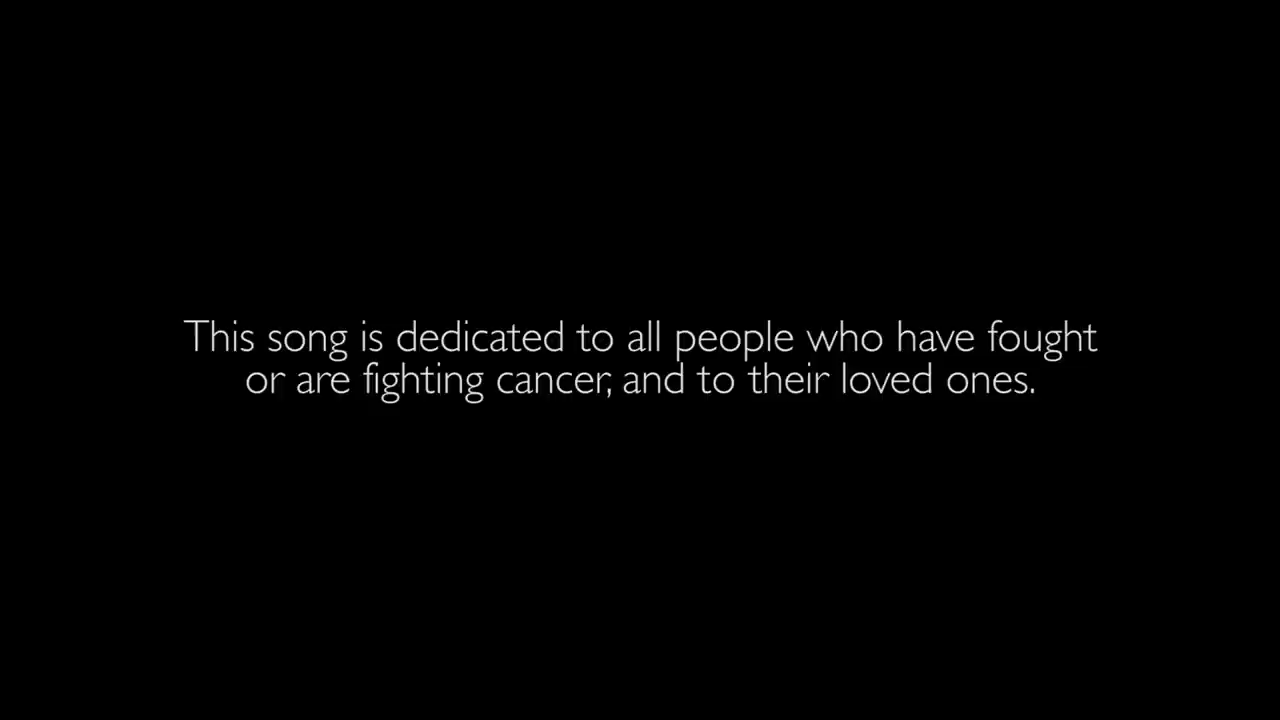 This song is dedicated to all people who have fought
or are fighting cancer, and to their loved ones.